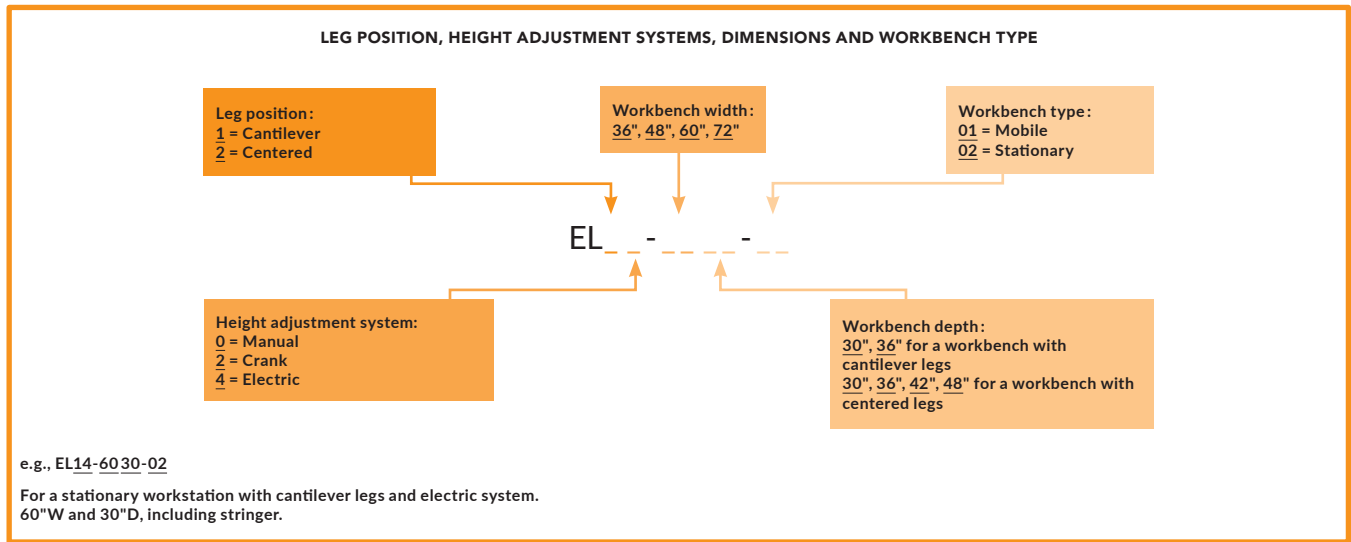 LEG POSITION, HEIGHT ADJUSTMENT SYSTEMS, DIMENSIONS AND WORKBENCH TYPE
Leg position:
1 = Cantilever
2 = Centered
Workbench width:
36", 48", 60", 72"
Workbench type:
01 = Mobile
02 = Stationary
EL_ _ -_ _ _ _ -_ _
Height adjustment system:
0 = Manual
2 = Crank
4 = Electric
Workbench depth:
30", 36" for a workbench with
cantilever legs
30", 36", 42", 48" for a workbench with
centered legs
e.g., EL14-6030-02
For a stationary workstation with cantilever legs and electric system.
60"W and 30"D, including stringer.